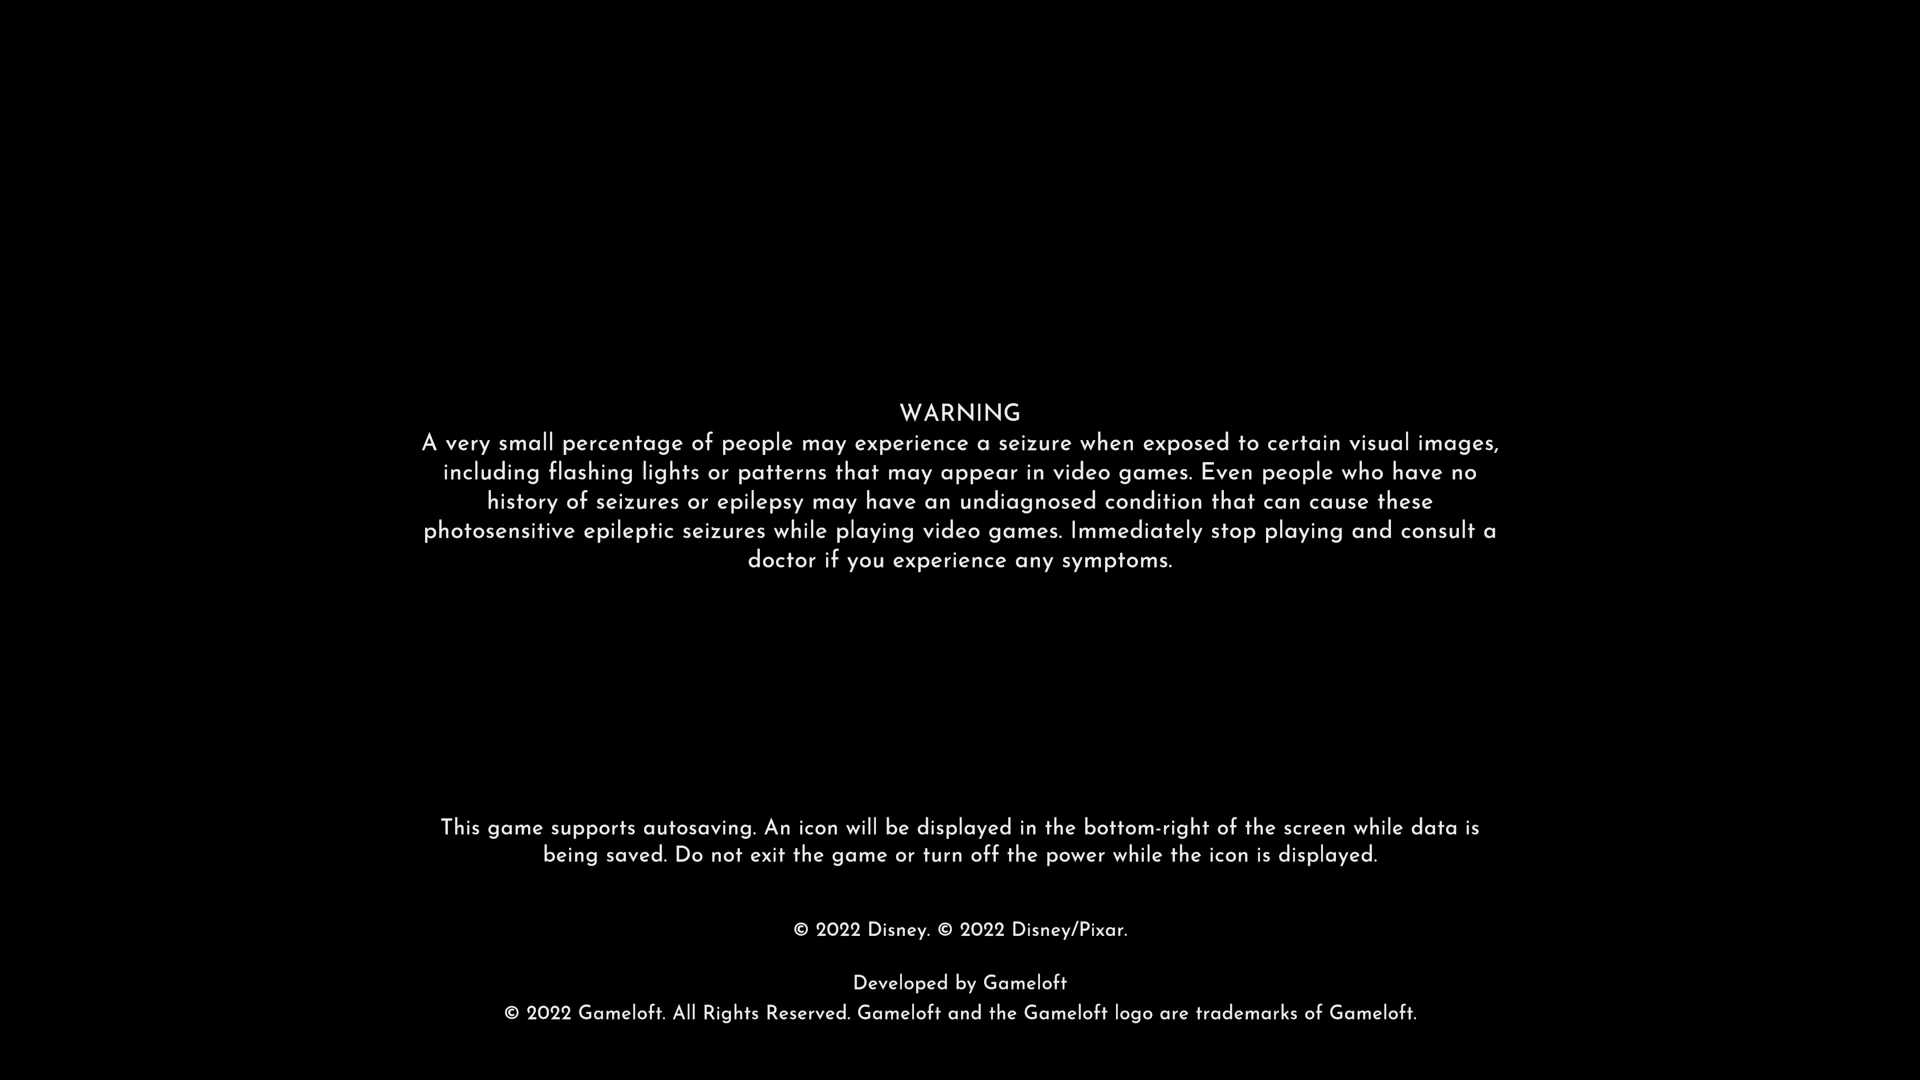 WARNING
A very small percentage of people may experience a seizure when exposed to certain visual images,
including flashing lights or patterns that may appear in video games. Even people who have no
history of seizures or epilepsy may have an undiagnosed condition that can cause these
photosensitive epileptic seizures while playing video games. Immediately stop playing and consult a
doctor if you experience any symptoms.
This game supports autosaving. An icon will be displayed in the bottom-right of the screen while data is
being saved. Do not exit the game or turn off the power while the icon is displayed.
© 2022 Disney. © 2022 Disney/Pixar.
Developed by Gameloft
© 2022 Gameloft. All Rights Reserved. Gameloft and the Gameloft logo are trademarks of Gameloft.